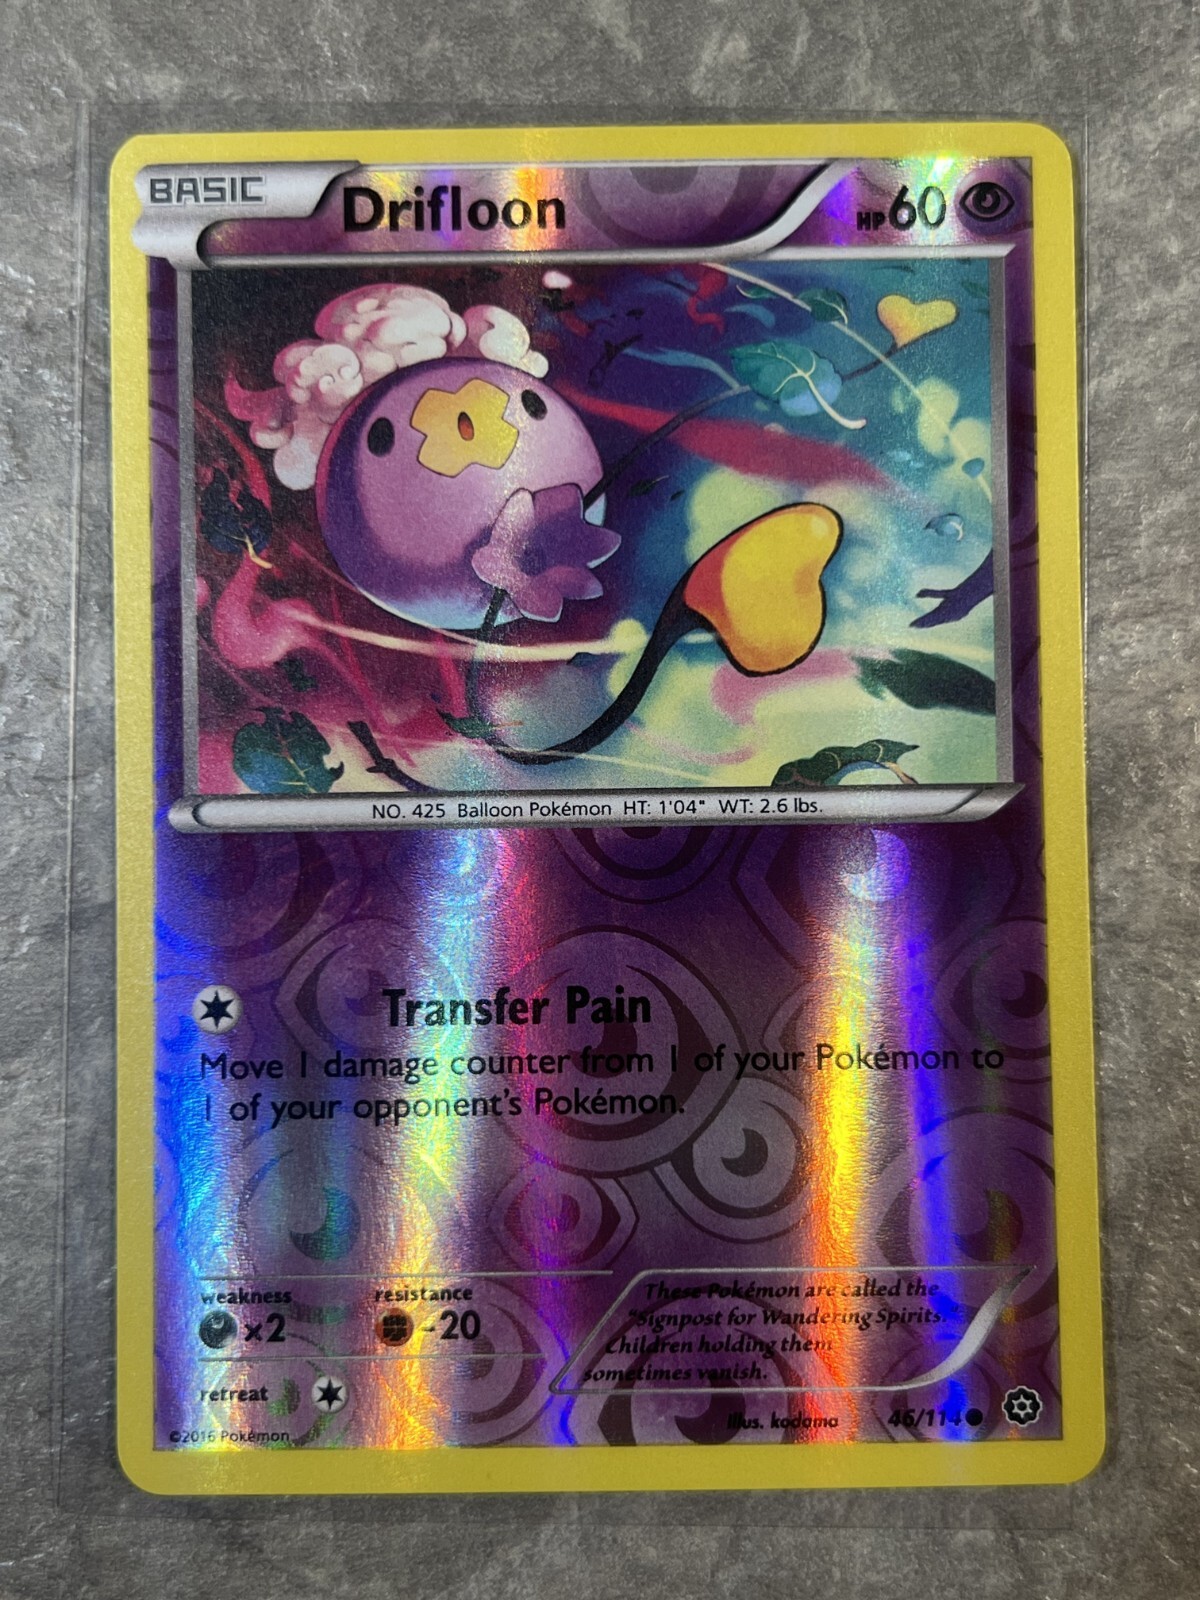 BASIC
Drifloon
HP60
NO. 425 Balloon Pokémon HT: 1'04" WT: 2.6 lbs.
Transfer Pain
Move 1 damage counter from 1 of your Pokémon to
1 of your opponent's Pokémon.
weakness
×2
resistance
-20
retreat
These Pokémon are called the
"Signpost for Wandering Spirits."
Children holding them
sometimes vanish.
illus. kodama
46/114
©2016 Pokémon